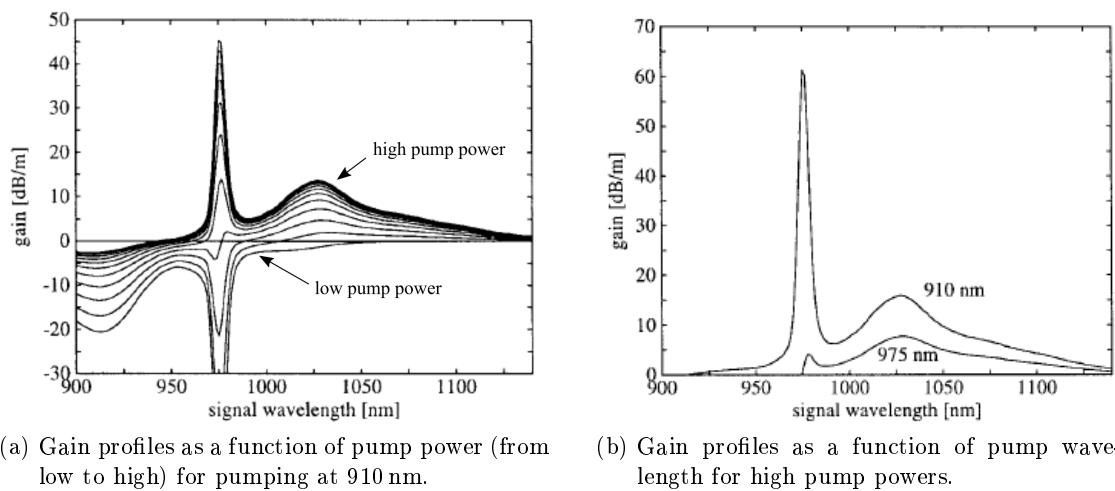 50
40
30
20
10
0
-10
-20
-30
gain [dB/m]
high pump power
low pump power
900
950
1000
1050
1100
signal wavelength [nm]
(a) Gain profiles as a function of pump power (from
low to high) for pumping at 910 nm.
70
60
50
40
30
20
10
0
gain [dB/m]
910 nm
975 nm
900
950
1000
1050
1100
signal wavelength [nm]
(b) Gain profiles as a function of pump wave-
length for high pump powers.